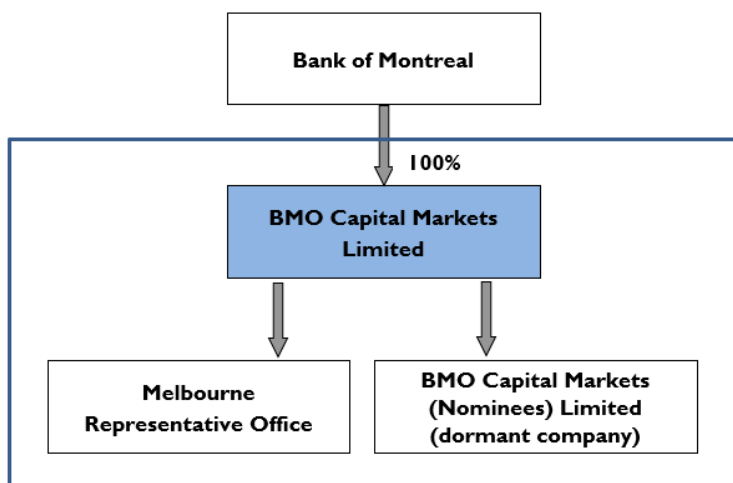 Bank of Montreal
100%
BMO Capital Markets
Limited
Melbourne
Representative Office
BMO Capital Markets
(Nominees) Limited
(dormant company)